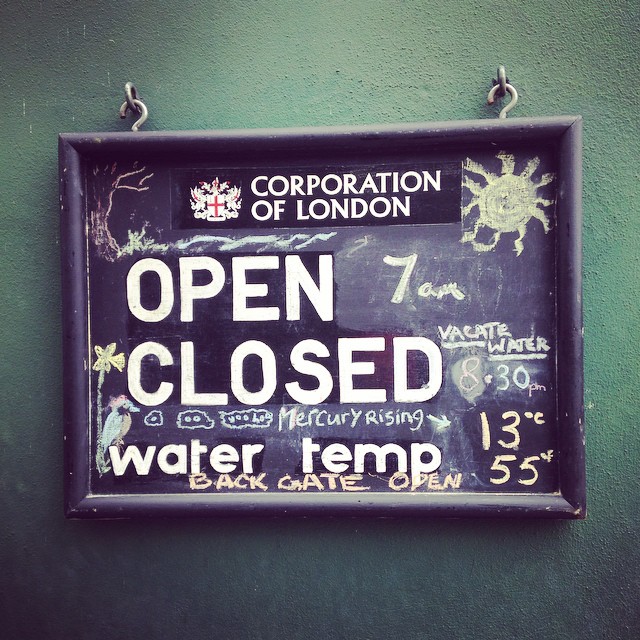 CORPORATION
OF LONDON
OPEN 7am
VACATE
WATER
CLOSED 8.30pm
Mercury Rising
water temp 13°C
55°F
BACK GATE OPEN